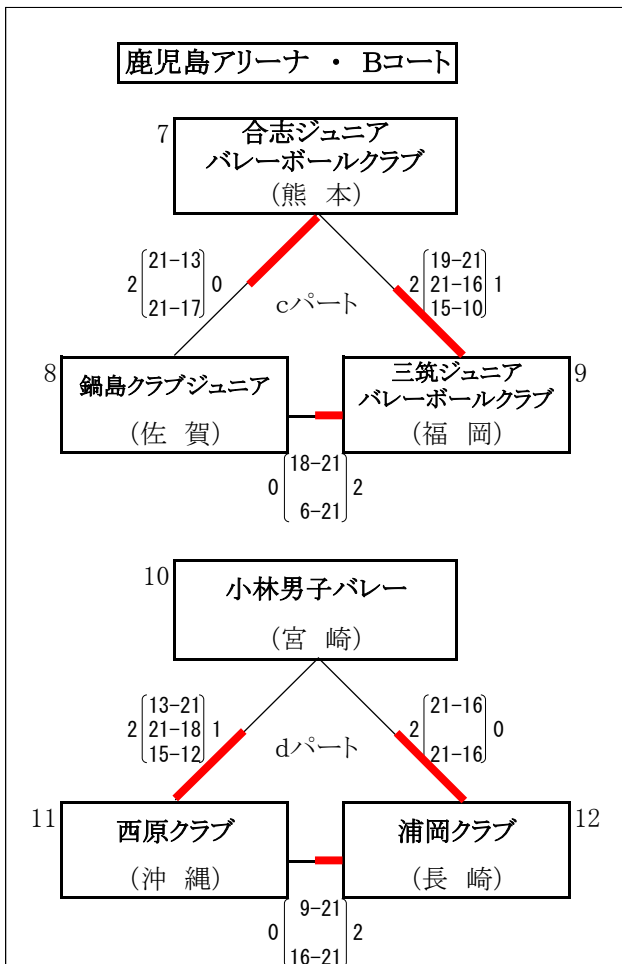 鹿児島アリーナ ・ Bコート
7
合志ジュニア
バレーボールクラブ
(熊 本)
2 21-13 0
21-17
19-21
2 21-16 1
15-10
cパート
8
鍋島クラブジュニア
(佐 賀)
三筑ジュニア
バレーボールクラブ
(福 岡)
9
18-21
0 2
6-21
10
小林男子バレー
(宮 崎)
13-21
2 21-18 1
15-12
21-16
2 0
21-16
dパート
11
西原クラブ
(沖 縄)
浦岡クラブ
(長 崎)
12
9-21
0 2
16-21